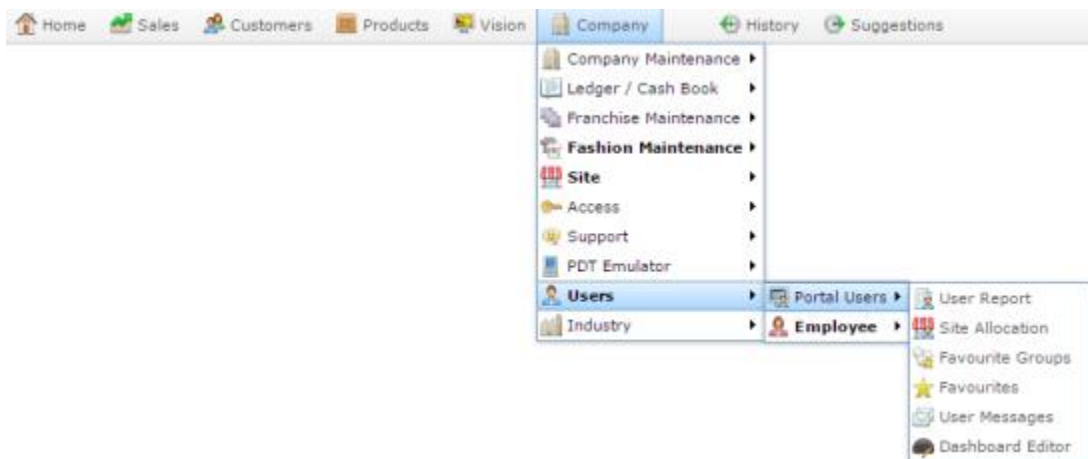 Home Sales Customers Products Vision Company History Suggestions
Company Maintenance
Ledger / Cash Book
Franchise Maintenance
Fashion Maintenance
Site
Access
Support
PDT Emulator
Users
Industry
Portal Users
Employee
User Report
Site Allocation
Favourite Groups
Favourites
User Messages
Dashboard Editor